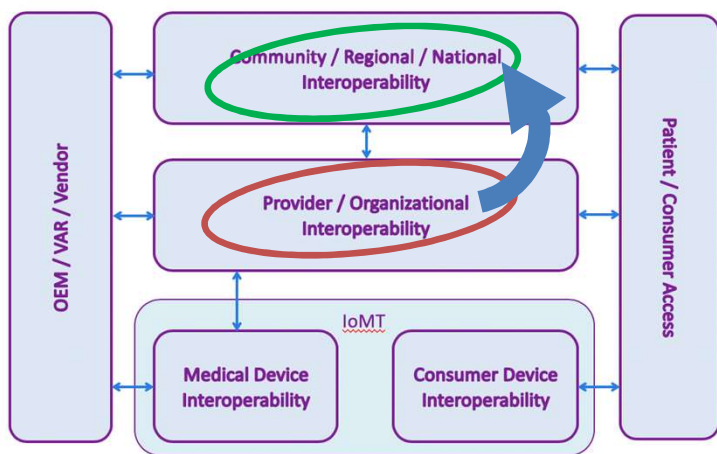 OEM / VAR / Vendor
Community / Regional / National
Interoperability
Provider / Organizational
Interoperability
IoMT
Medical Device
Interoperability
Consumer Device
Interoperability
Patient / Consumer Access